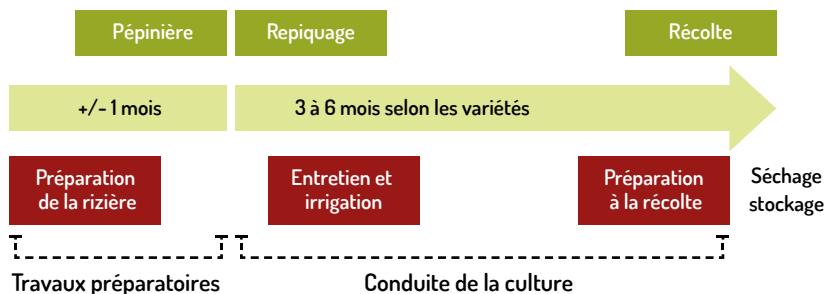 Pépinière
Repiquage
Récolte
+/- 1 mois
3 à 6 mois selon les variétés
Préparation
de la rizière
Entretien et
irrigation
Préparation
à la récolte
Séchage
stockage
Travaux préparatoires
Conduite de la culture